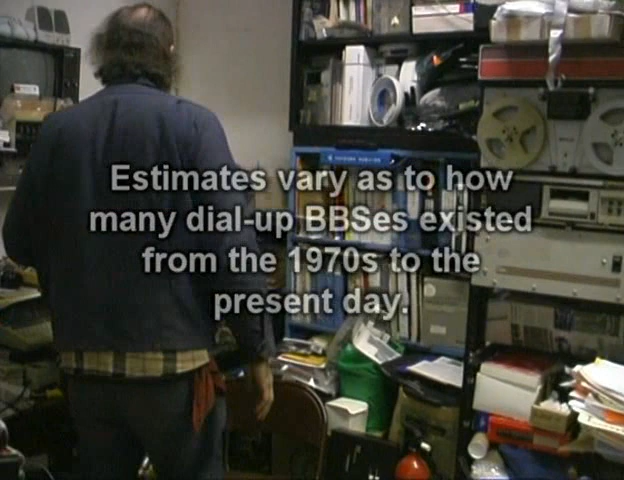 Estimates vary as to how
many dial-up BBSes existed
from the 1970s to the
present day.